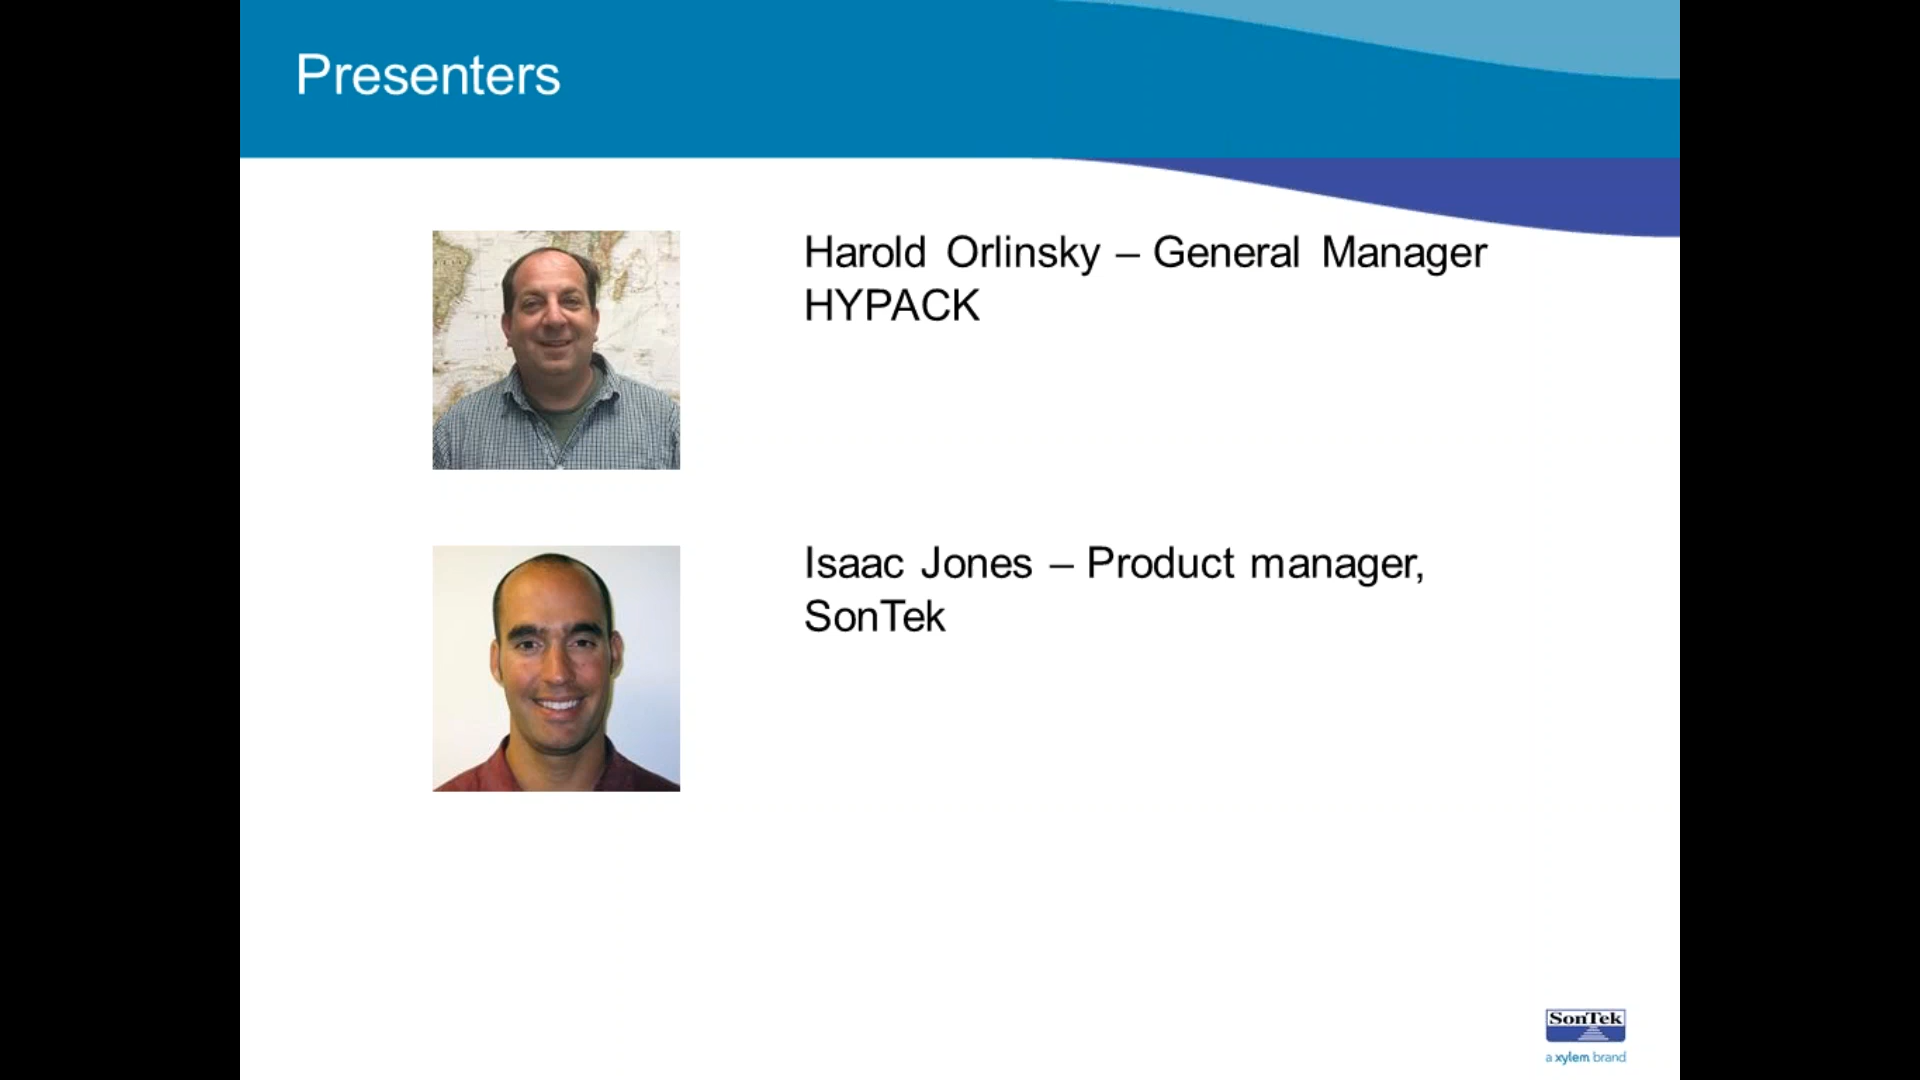 Presenters
Harold Orlinsky – General Manager
HYPACK
Isaac Jones – Product manager,
SonTek
SonTek
a xylem brand